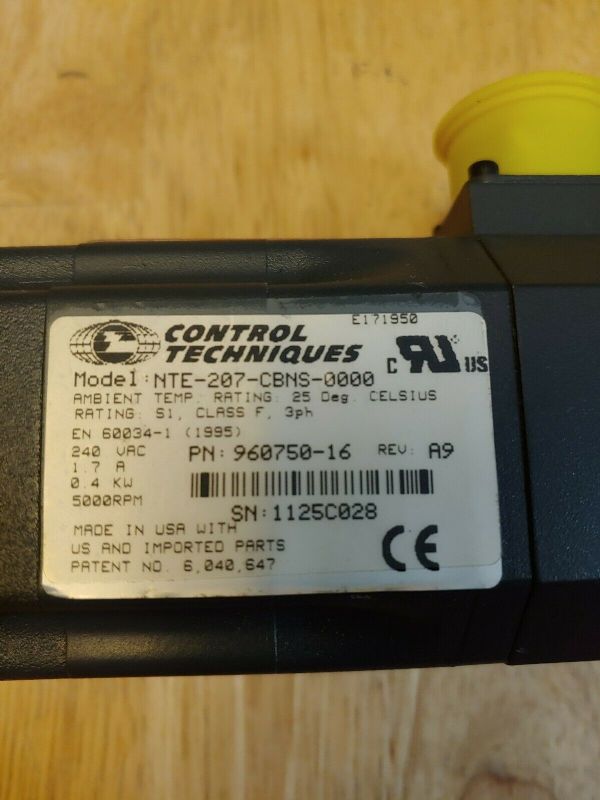 E171950
CONTROL
TECHNIQUES
C RU US
Model: NTE-207-CBNS-0000
AMBIENT TEMP. RATING: 25 Deg. CELSIUS
RATING: S1, CLASS F, 3ph
EN 60034-1 (1995)
240 VAC PN: 960750-16 REV: A9
1.7 A
0.4 KW
5000RPM
SN: 1125C028
MADE IN USA WITH
US AND IMPORTED PARTS
PATENT NO. 6,040,647
CE